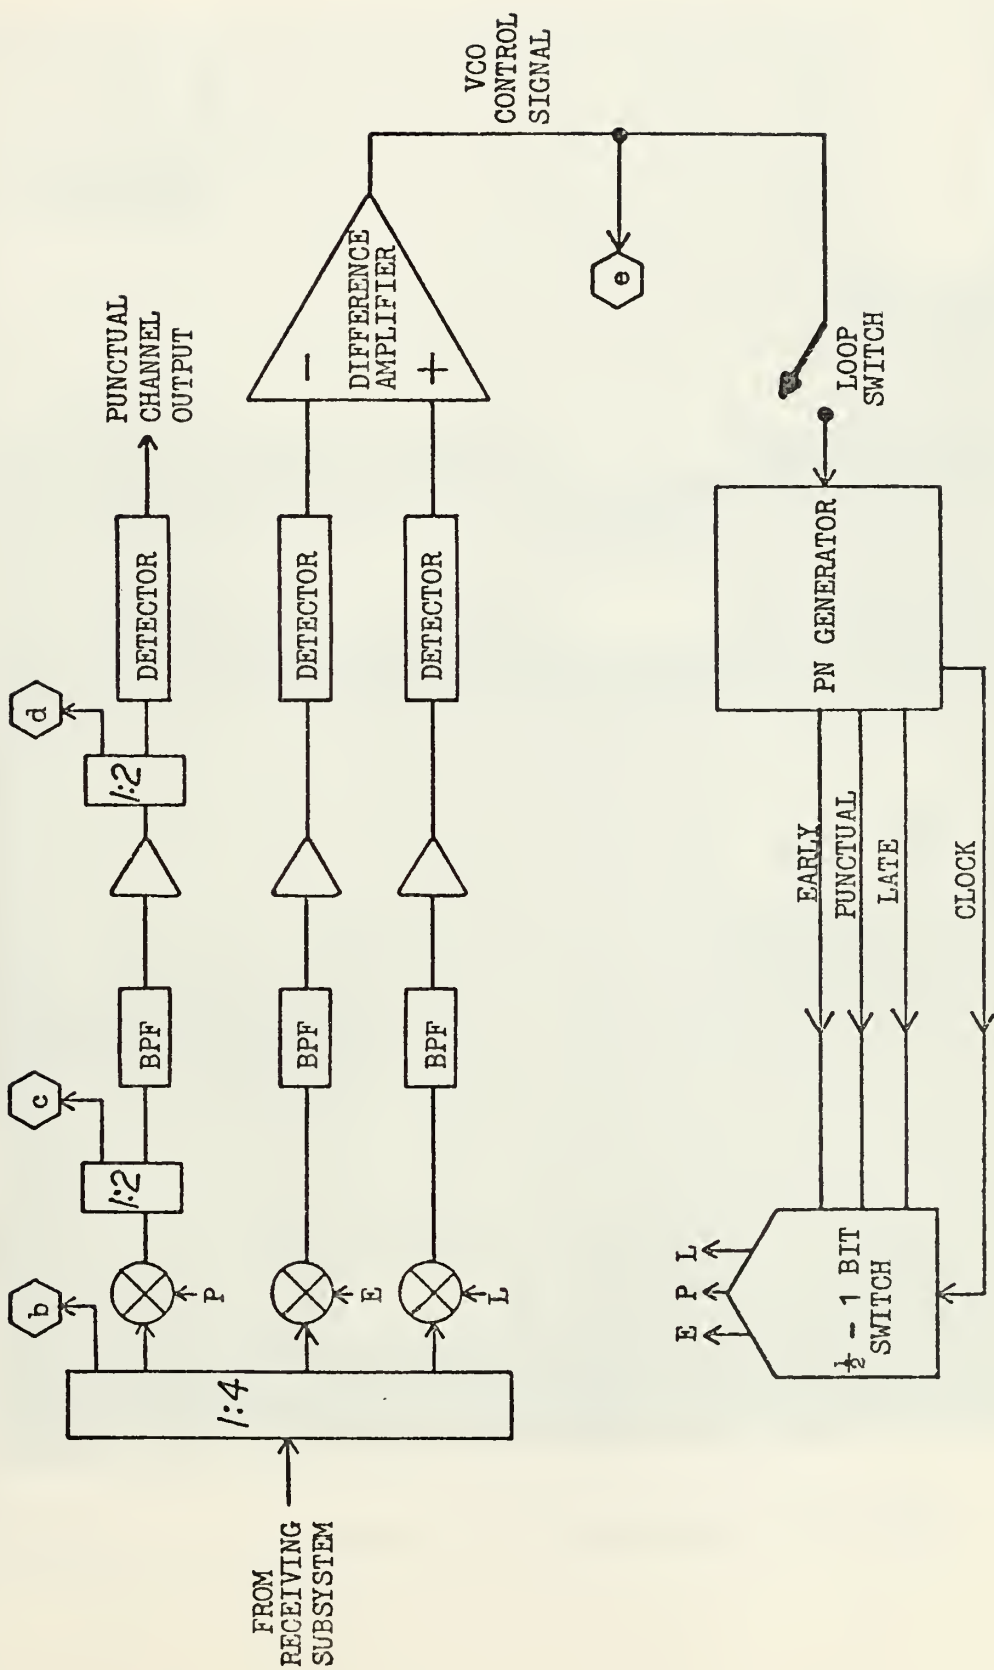 FROM
RECEIVING
SUBSYSTEM
1:4
b
P
E
L
1:2
c
BPF
BPF
BPF
1:2
d
DETECTOR
DETECTOR
DETECTOR
PUNCTUAL
CHANNEL
OUTPUT
DIFFERENCE
AMPLIFIER
−
+
VCO
CONTROL
SIGNAL
e
LOOP
SWITCH
PN GENERATOR
EARLY
PUNCTUAL
LATE
CLOCK
E P L
½ - 1 BIT
SWITCH